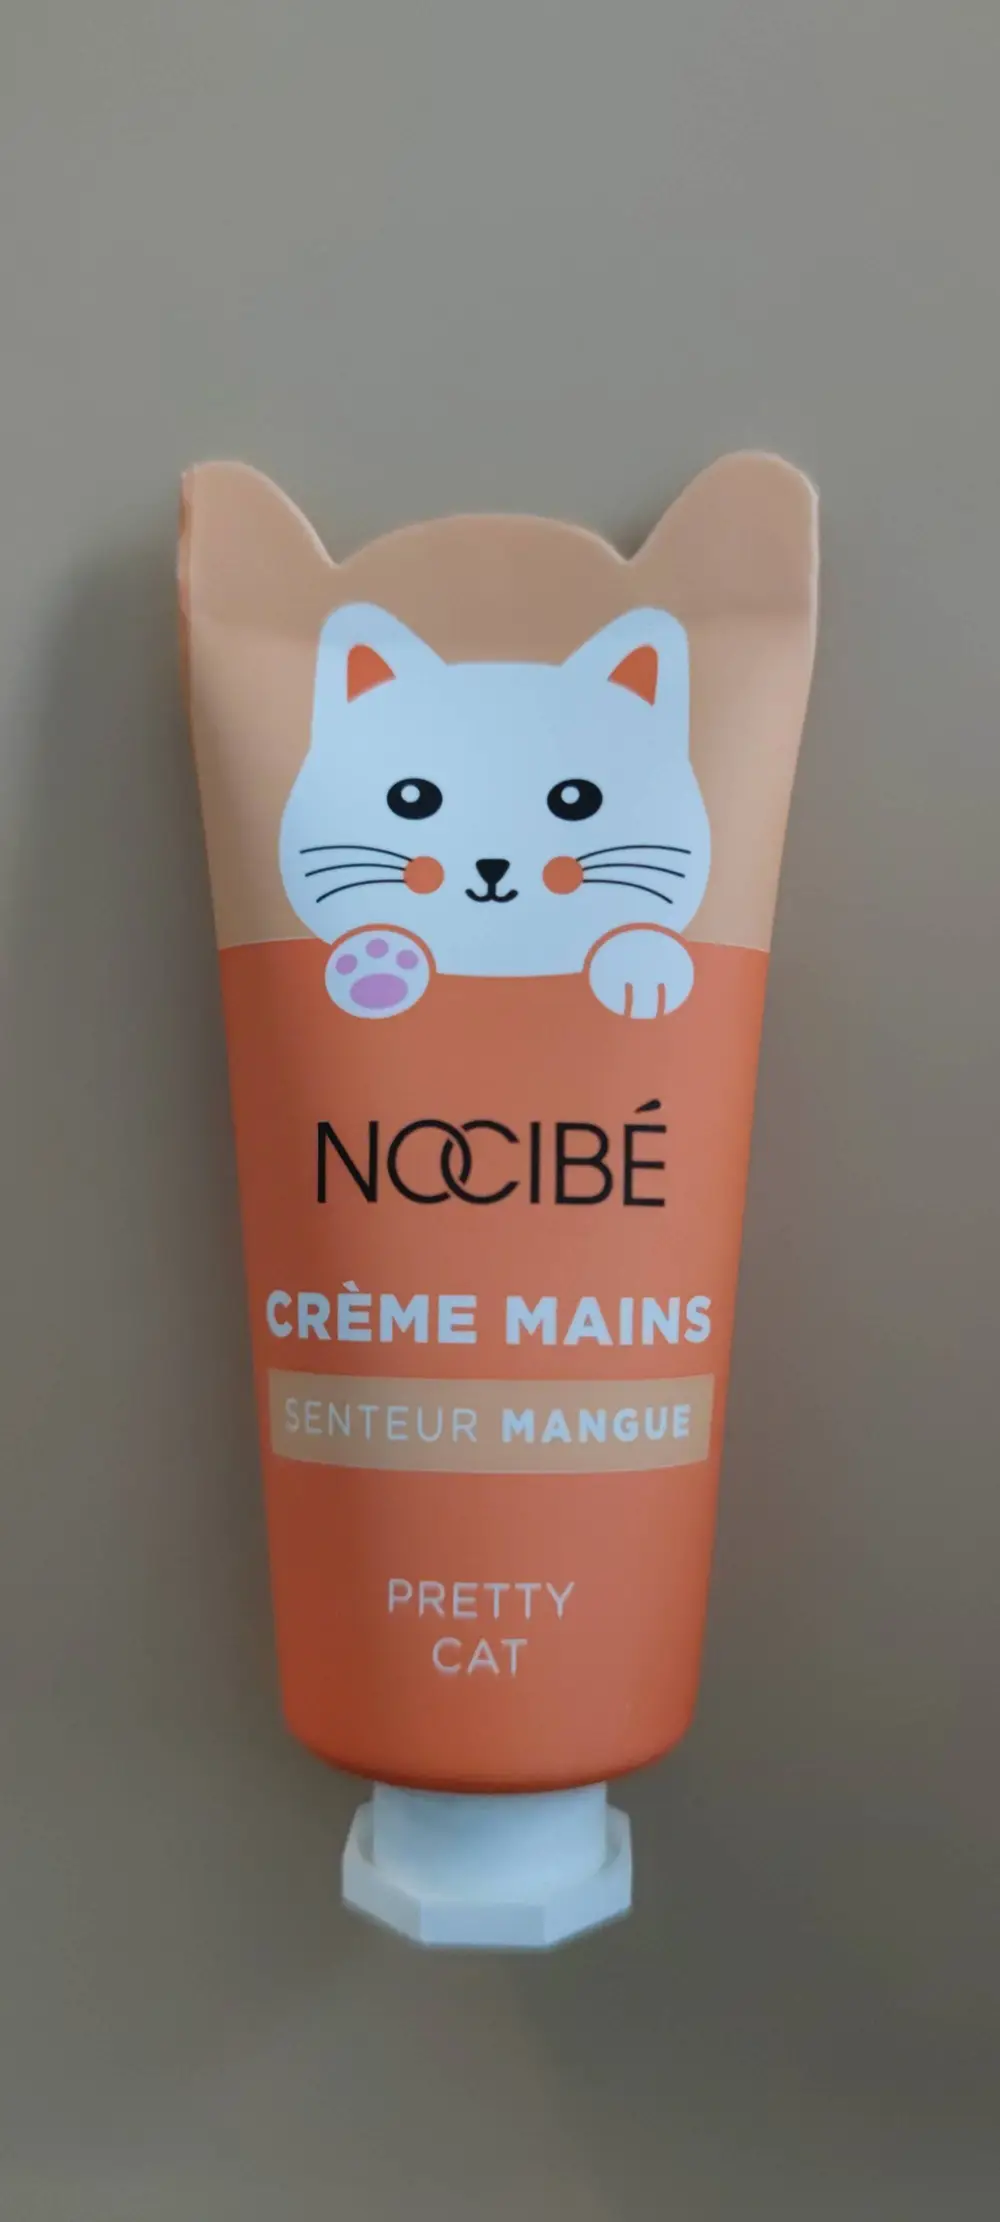 NOCIBÉ
CRÈME MAINS
SENTEUR MANGUE
PRETTY
CAT